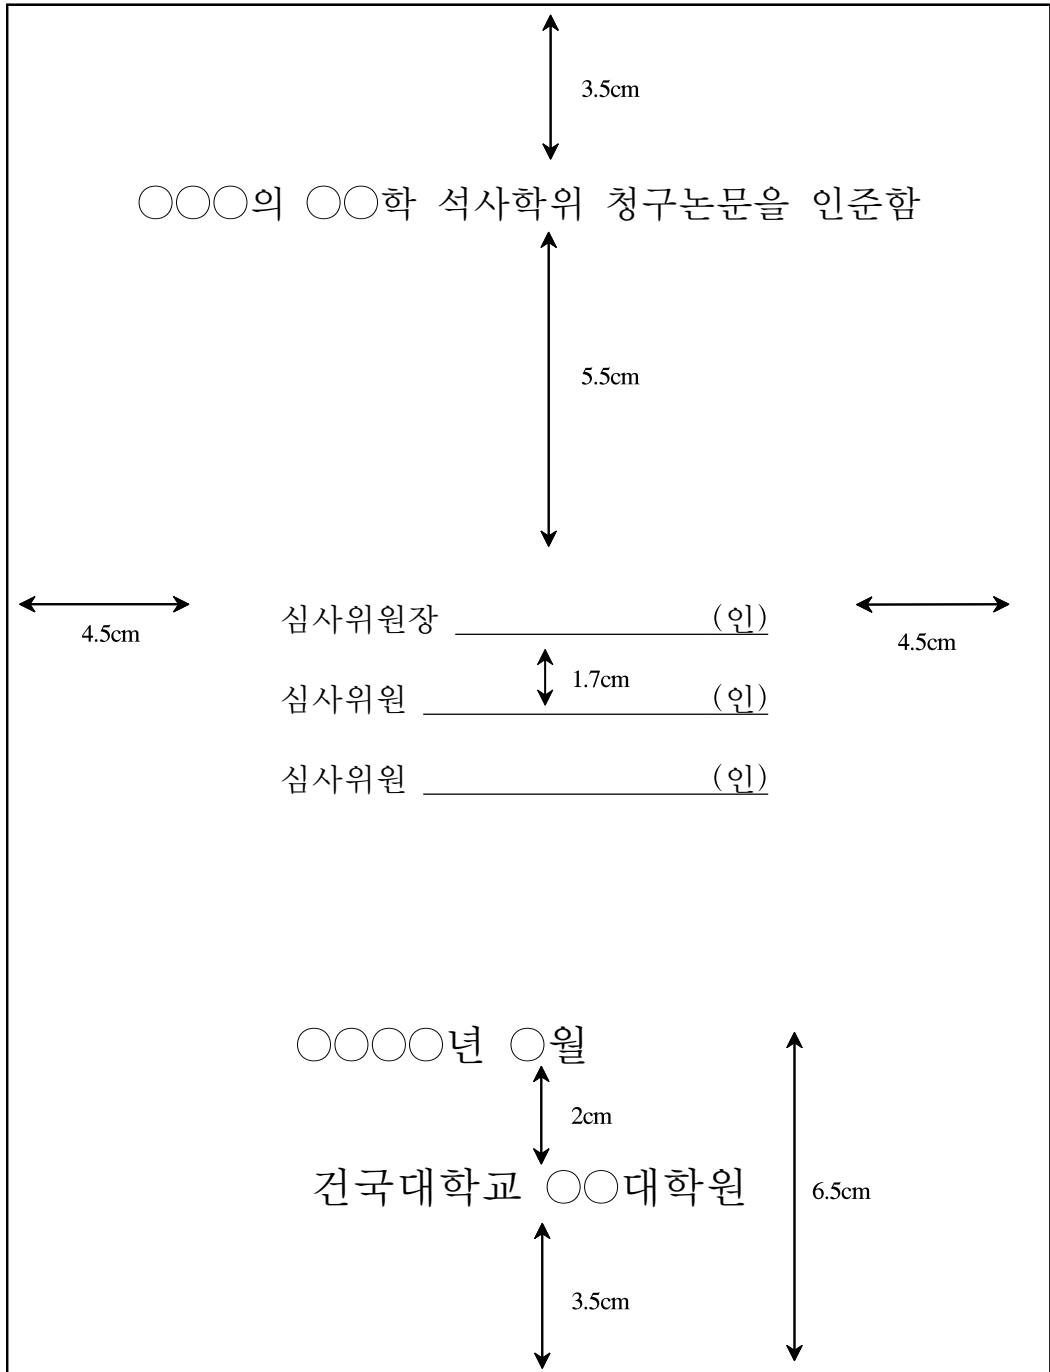 3.5cm
○○○의 ○○학 석사학위 청구논문을 인준함
5.5cm
4.5cm
심사위원장 (인)
4.5cm
1.7cm
심사위원 (인)
심사위원 (인)
○○○○년 ○월
2cm
건국대학교 ○○대학원
6.5cm
3.5cm